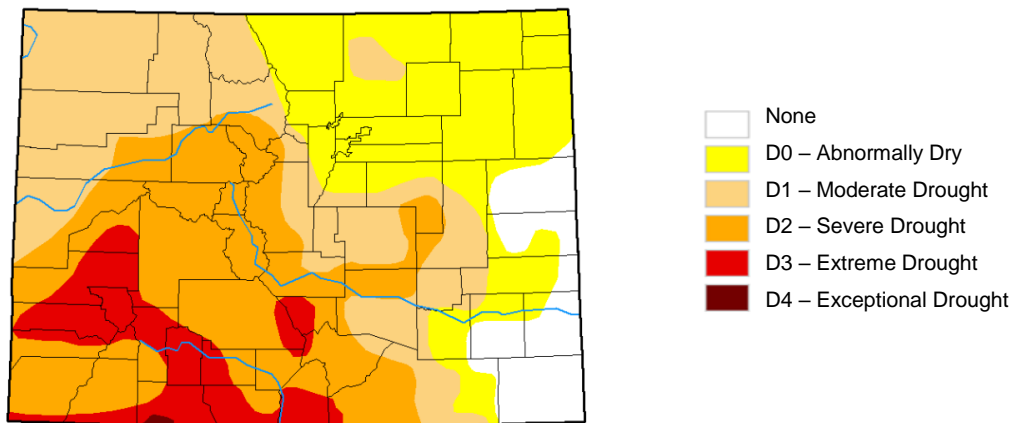 None
D0 – Abnormally Dry
D1 – Moderate Drought
D2 – Severe Drought
D3 – Extreme Drought
D4 – Exceptional Drought